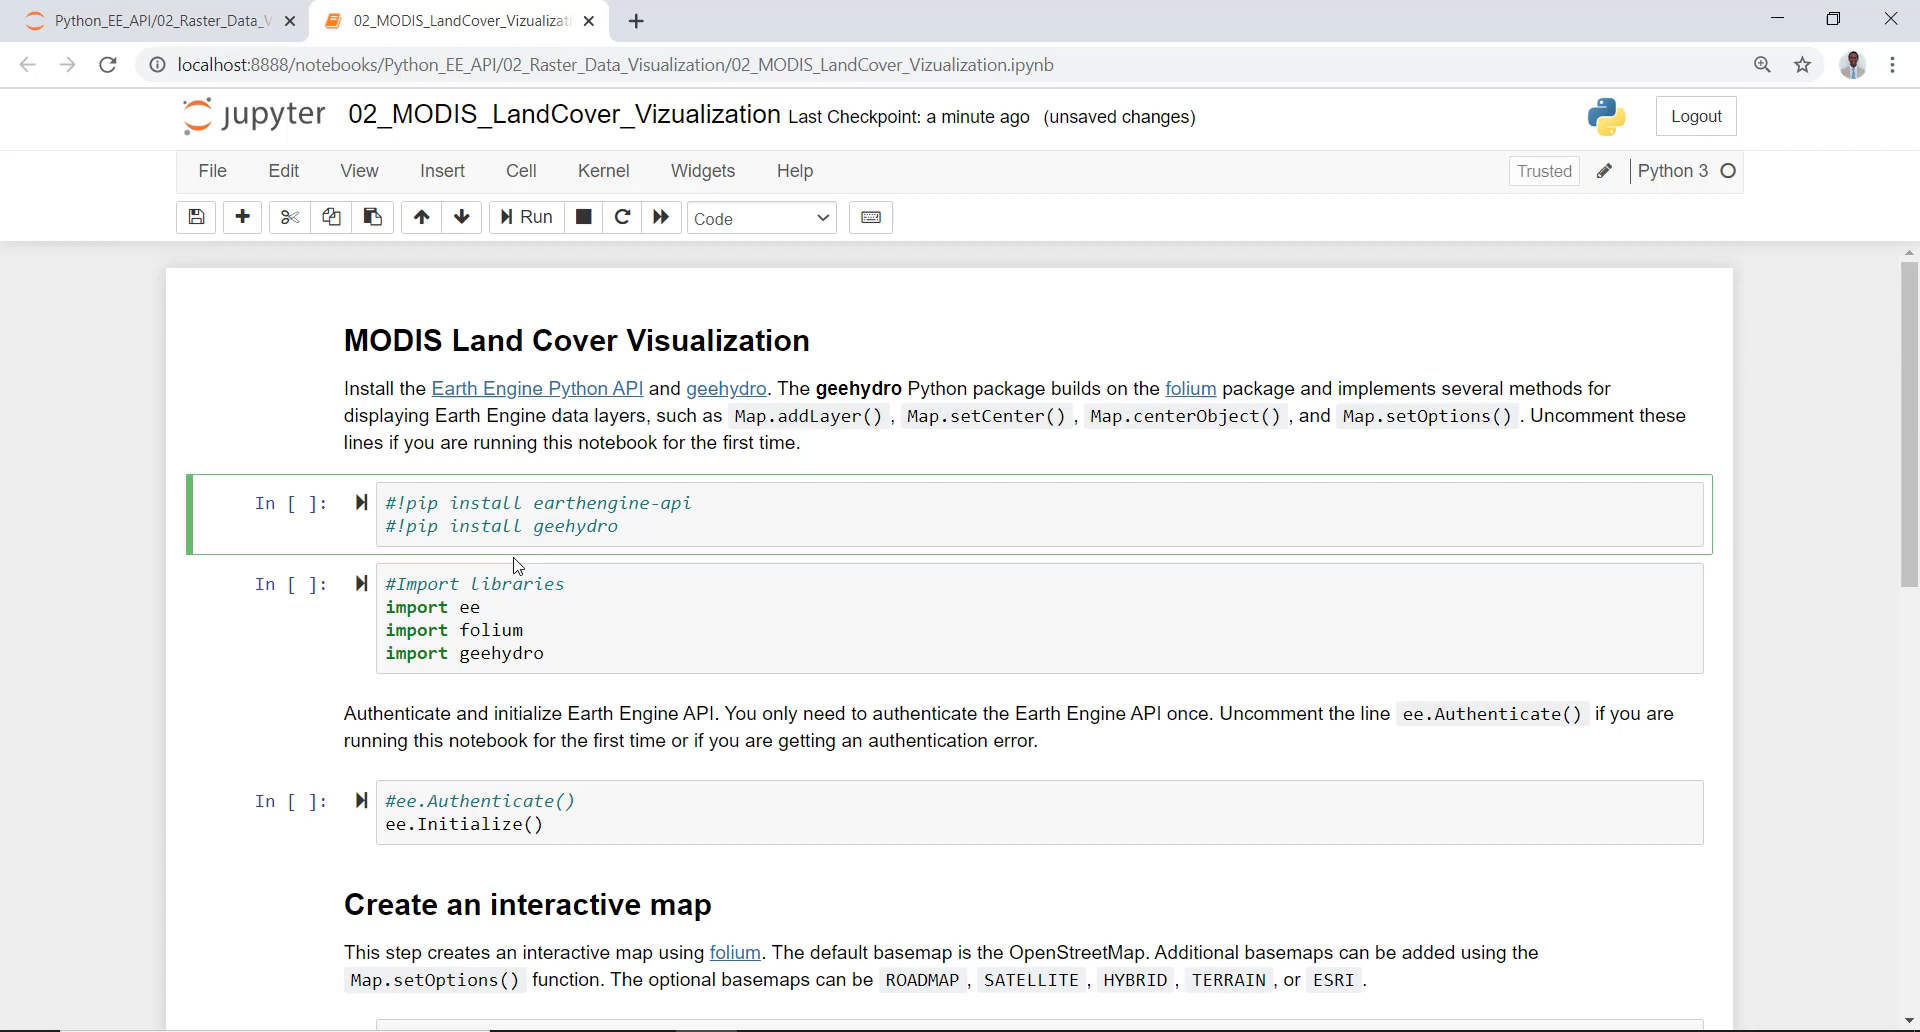 Python_EE_API/02_Raster_Data_V
02_MODIS_LandCover_Vizualizati
localhost:8888/notebooks/Python_EE_API/02_Raster_Data_Visualization/02_MODIS_LandCover_Vizualization.ipynb
jupyter 02_MODIS_LandCover_Vizualization Last Checkpoint: a minute ago (unsaved changes)
Logout
File Edit View Insert Cell Kernel Widgets Help
Trusted Python 3
Run Code
MODIS Land Cover Visualization
Install the Earth Engine Python API and geehydro. The geehydro Python package builds on the folium package and implements several methods for
displaying Earth Engine data layers, such as Map.addLayer() , Map.setCenter() , Map.centerObject() , and Map.setOptions() . Uncomment these
lines if you are running this notebook for the first time.
In [ ]: #!pip install earthengine-api
#!pip install geehydro
In [ ]: #Import libraries
import ee
import folium
import geehydro
Authenticate and initialize Earth Engine API. You only need to authenticate the Earth Engine API once. Uncomment the line ee.Authenticate() if you are
running this notebook for the first time or if you are getting an authentication error.
In [ ]: #ee.Authenticate()
ee.Initialize()
Create an interactive map
This step creates an interactive map using folium. The default basemap is the OpenStreetMap. Additional basemaps can be added using the
Map.setOptions() function. The optional basemaps can be ROADMAP , SATELLITE , HYBRID , TERRAIN , or ESRI .